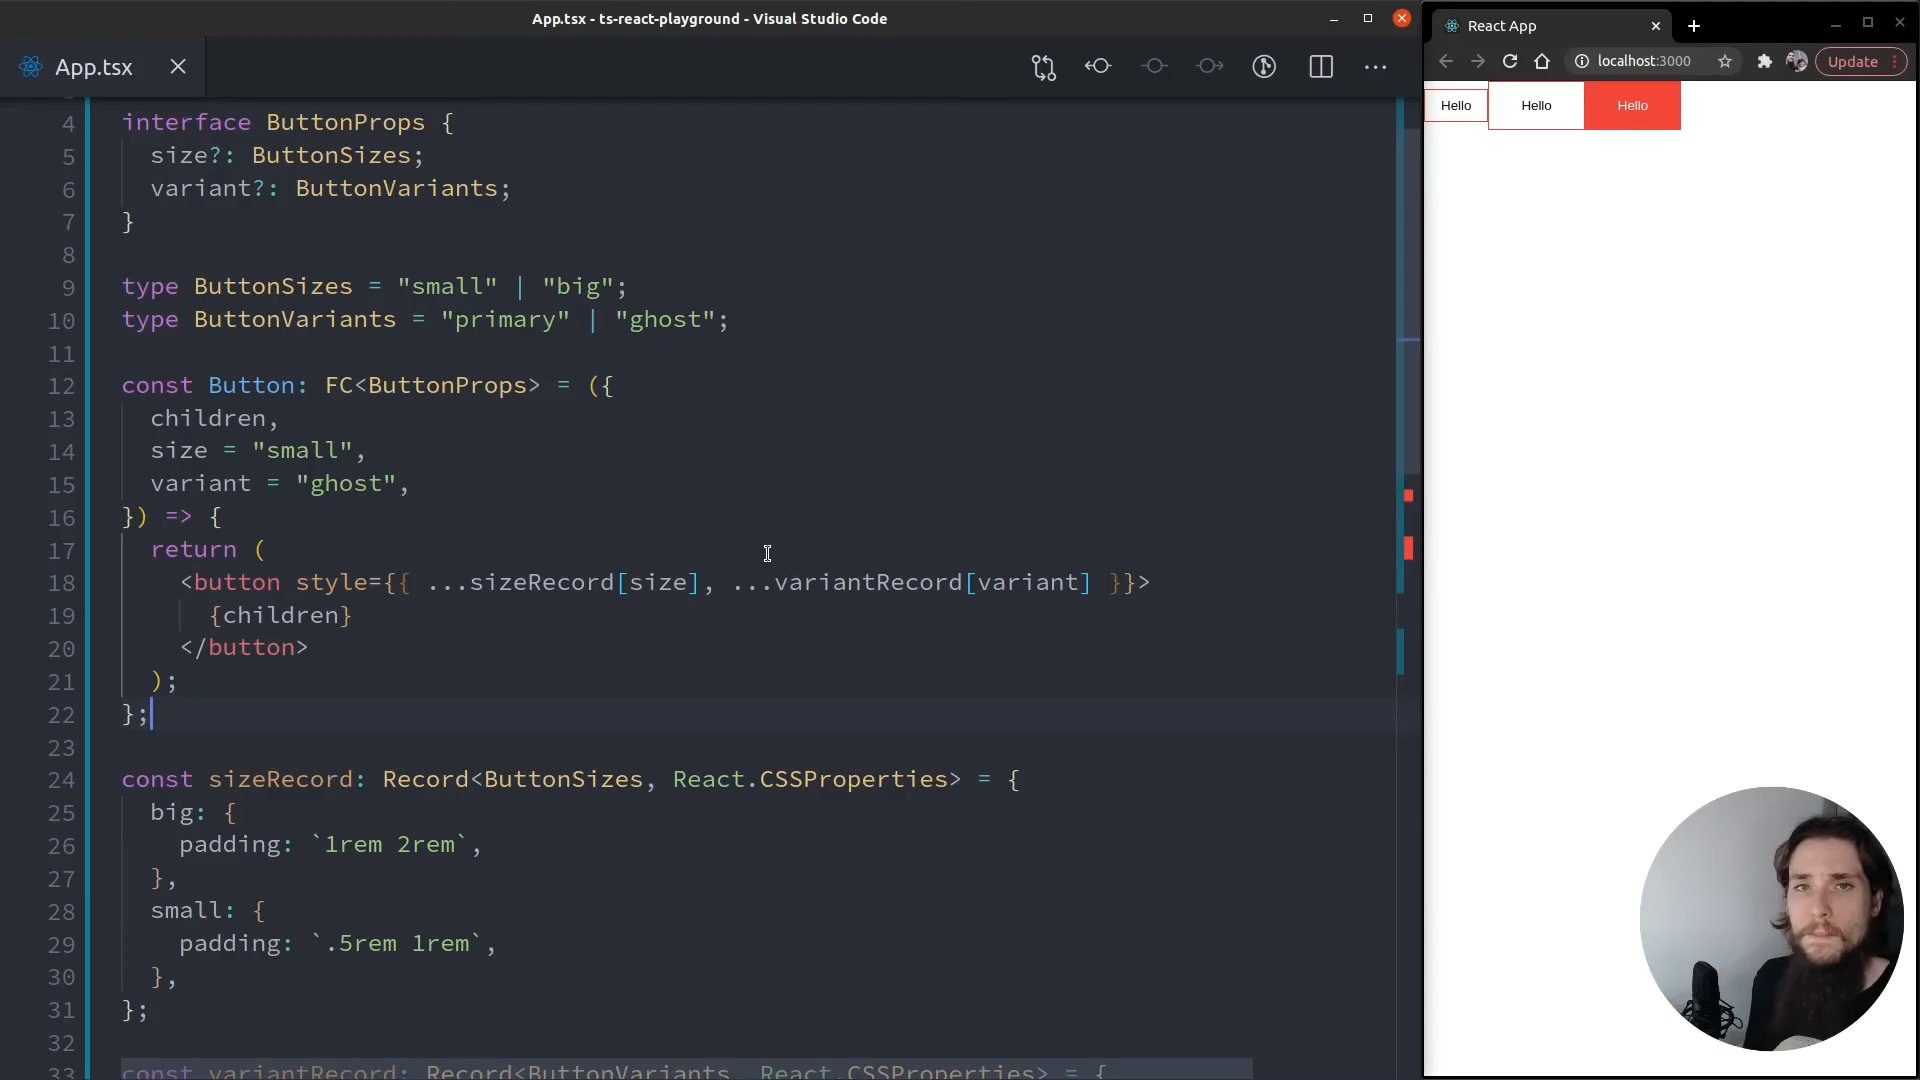 App.tsx - ts-react-playground - Visual Studio Code
App.tsx
4 interface ButtonProps {
5 size?: ButtonSizes;
6 variant?: ButtonVariants;
7 }
8
9 type ButtonSizes = "small" | "big";
10 type ButtonVariants = "primary" | "ghost";
11
12 const Button: FC<ButtonProps> = ({
13 children,
14 size = "small",
15 variant = "ghost",
16 }) => {
17 return (
18 <button style={{ ...sizeRecord[size], ...variantRecord[variant] }}>
19 {children}
20 </button>
21 );
22 };
23
24 const sizeRecord: Record<ButtonSizes, React.CSSProperties> = {
25 big: {
26 padding: `1rem 2rem`,
27 },
28 small: {
29 padding: `.5rem 1rem`,
30 },
31 };
32
33 const variantRecord: Record<ButtonVariants, React.CSSProperties> = {
React App
localhost:3000
Update
Hello Hello Hello